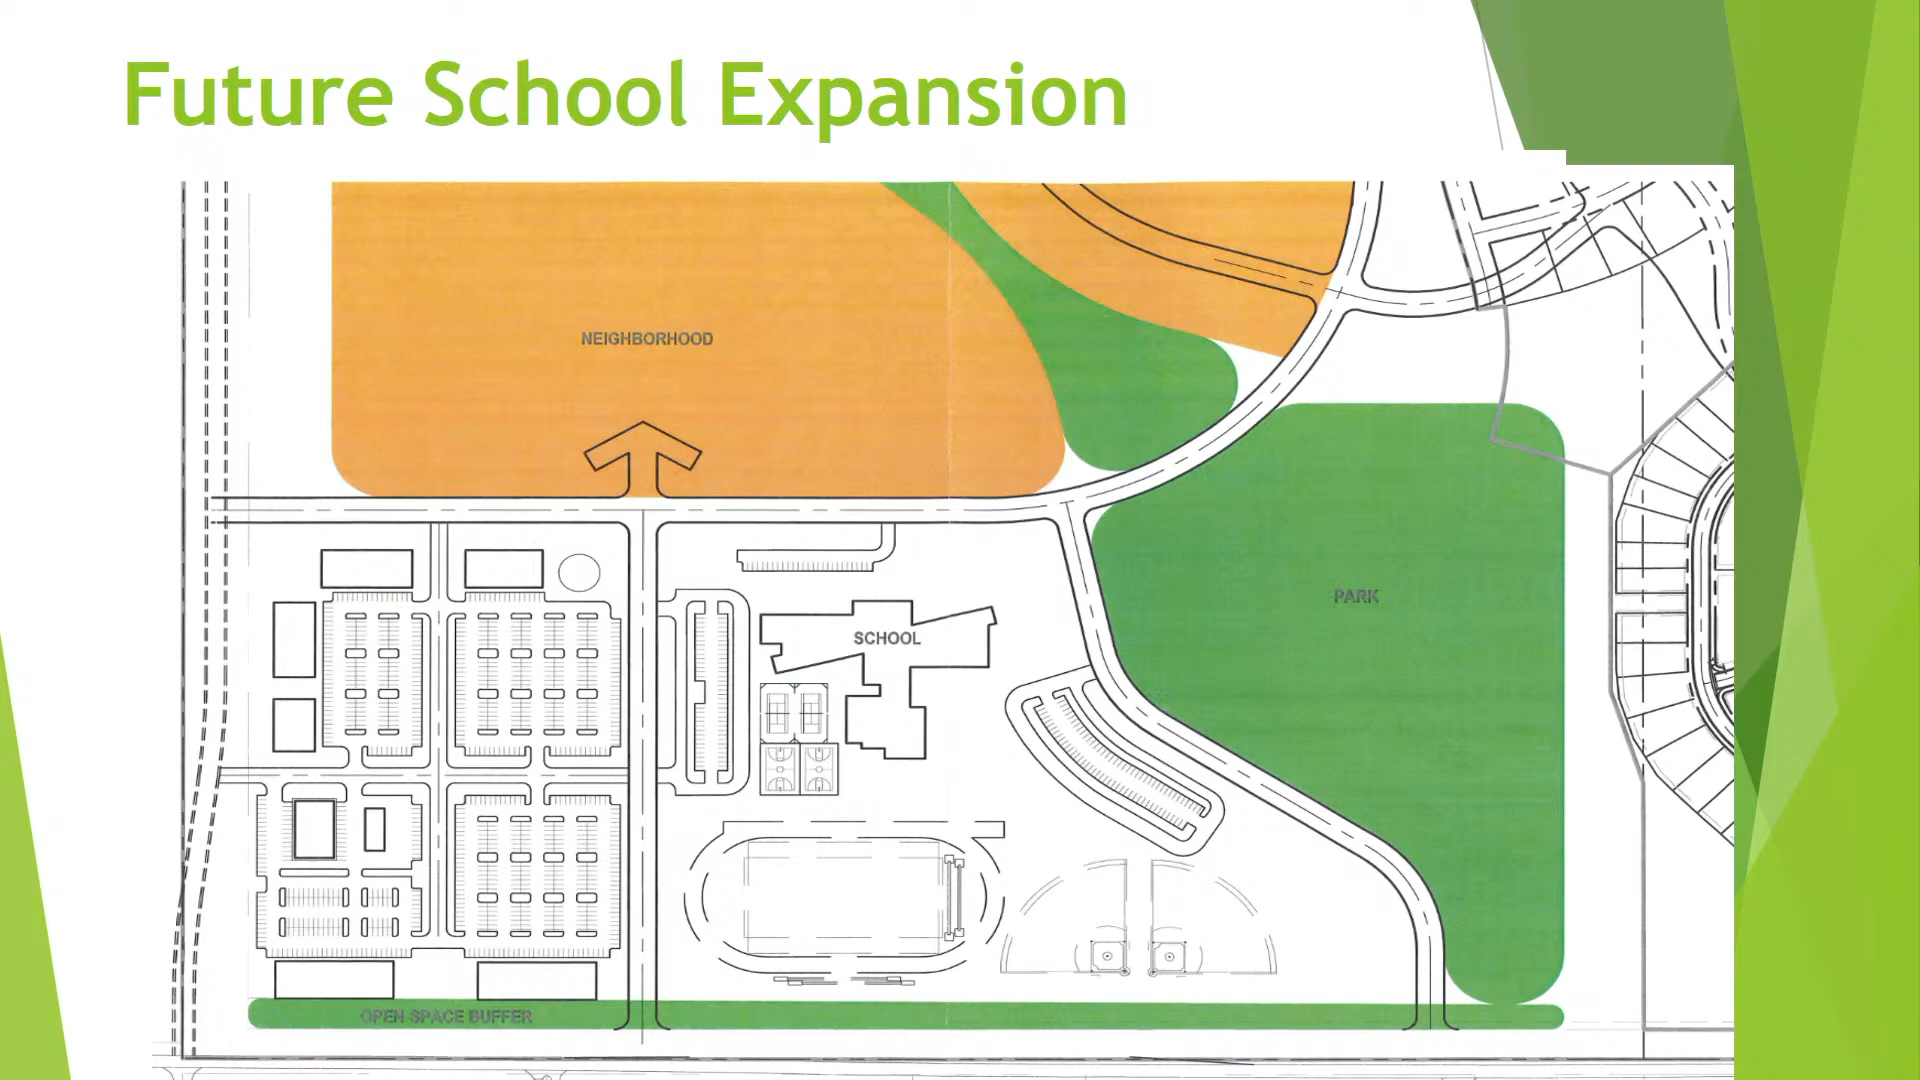 Future School Expansion
NEIGHBORHOOD
PARK
SCHOOL
OPEN SPACE BUFFER